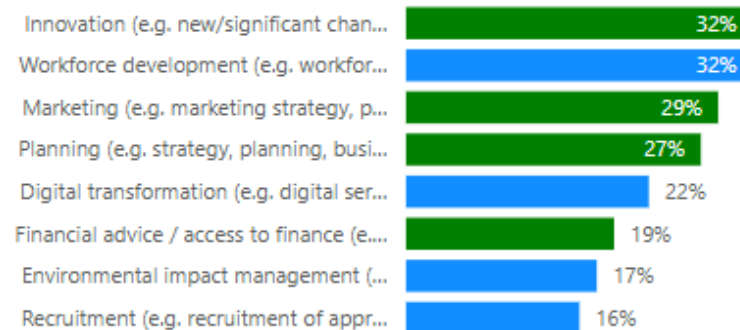 Innovation (e.g. new/significant chan... 32%
Workforce development (e.g. workfor... 32%
Marketing (e.g. marketing strategy, p... 29%
Planning (e.g. strategy, planning, busi... 27%
Digital transformation (e.g. digital ser... 22%
Financial advice / access to finance (e.... 19%
Environmental impact management (... 17%
Recruitment (e.g. recruitment of appr... 16%